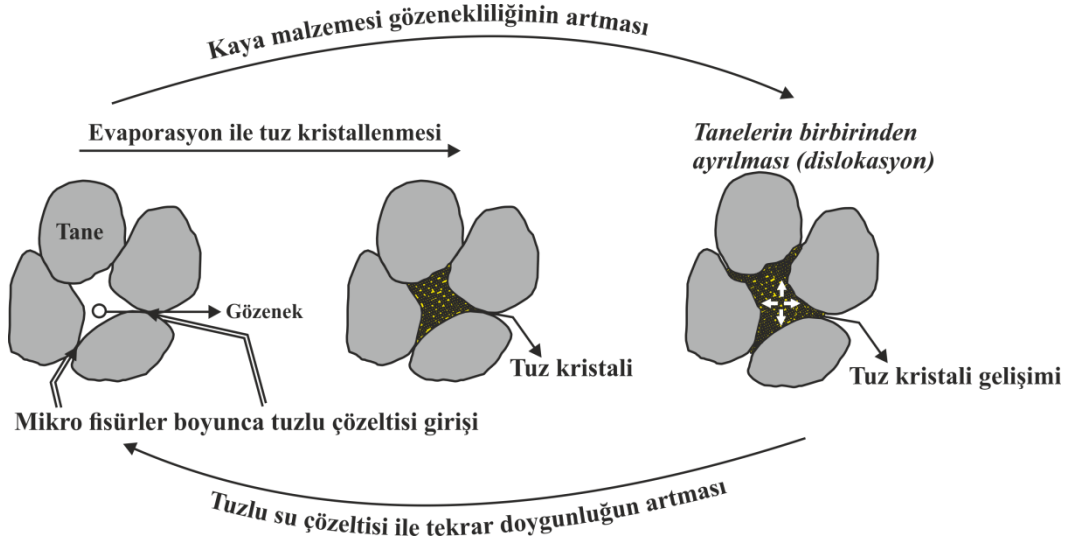 Kaya malzemesi gözenekliliğinin artması
Evaporasyon ile tuz kristallenmesi
Tanelerin birbirinden
ayrılması (dislokasyon)
Tane
Gözenek
Tuz kristali
Tuz kristali gelişimi
Mikro fisürler boyunca tuzlu çözeltisi girişi
Tuzlu su çözeltisi ile tekrar doygunluğun artması